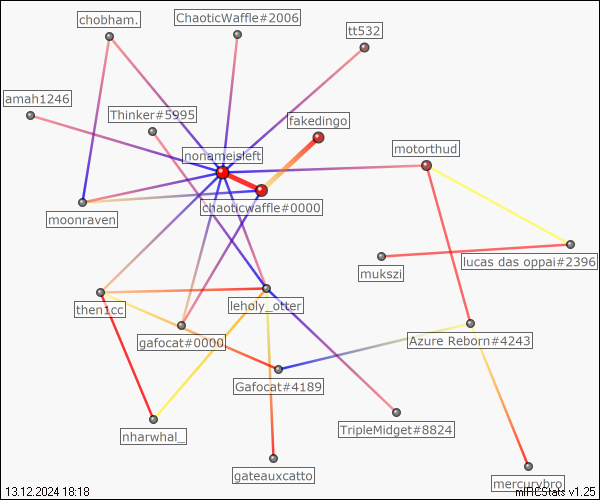 chobham.
ChaoticWaffle#2006
tt532
amah1246
Thinker#5995
fakedingo
nonameisleft
motorthud
chaoticwaffle#0000
moonraven
lucas das oppai#2396
mukszi
then1cc
leholy_otter
gafocat#0000
Azure Reborn#4243
Gafocat#4189
TripleMidget#8824
nharwhal_
gateauxcatto
mercurybro
13.12.2024 18:18
mIRCStats v1.25